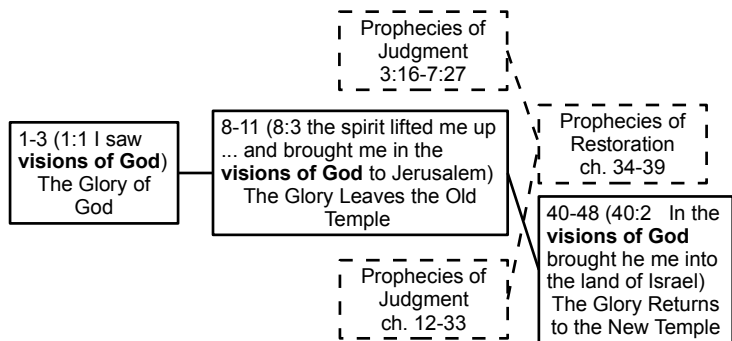 Prophecies of
Judgment
3:16-7:27
1-3 (1:1 I saw
visions of God)
The Glory of
God
8-11 (8:3 the spirit lifted me up
... and brought me in the
visions of God to Jerusalem)
The Glory Leaves the Old
Temple
Prophecies of
Restoration
ch. 34-39
Prophecies of
Judgment
ch. 12-33
40-48 (40:2 In the
visions of God
brought he me into
the land of Israel)
The Glory Returns
to the New Temple